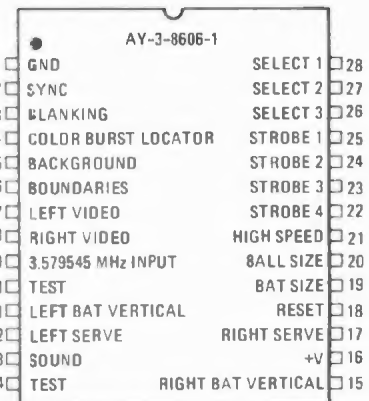 AY-3-8606-1
GND SELECT 1 28
SYNC SELECT 2 27
BLANKING SELECT 3 26
COLOR BURST LOCATOR STROBE 1 25
BACKGROUND STROBE 2 24
BOUNDARIES STROBE 3 23
LEFT VIDEO STROBE 4 22
RIGHT VIDEO HIGH SPEED 21
3.579545 MHz INPUT BALL SIZE 20
TEST BAT SIZE 19
LEFT BAT VERTICAL RESET 18
LEFT SERVE RIGHT SERVE 17
SOUND +V 16
TEST RIGHT BAT VERTICAL 15